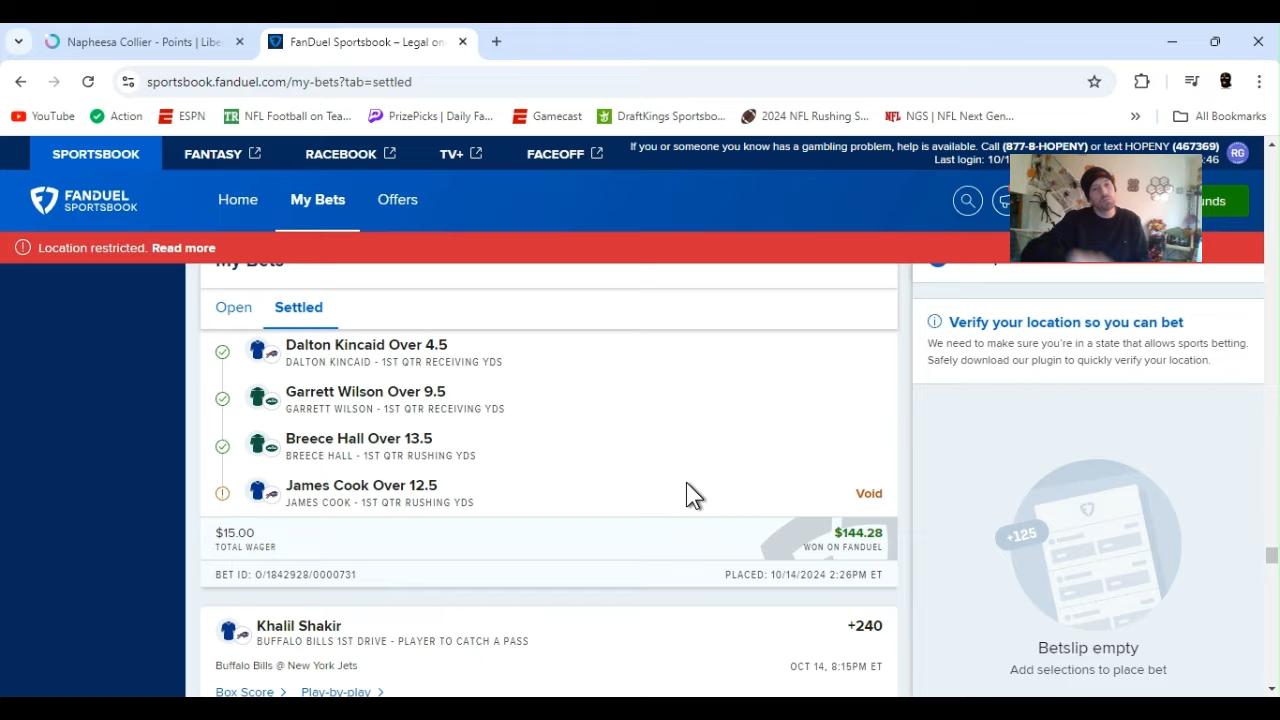 Napheesa Collier - Points | Libe
FanDuel Sportsbook – Legal on
sportsbook.fanduel.com/my-bets?tab=settled
YouTube
Action
ESPN
NFL Football on Tea...
PrizePicks | Daily Fa...
Gamecast
DraftKings Sportsbo...
2024 NFL Rushing S...
NFL NGS | NFL Next Gen...
All Bookmarks
SPORTSBOOK
FANTASY
RACEBOOK
TV+
FACEOFF
If you or someone you know has a gambling problem, help is available. Call (877-8-HOPENY) or text HOPENY (467369)
Last login: 10/1
:46
RG
FANDUEL
SPORTSBOOK
Home
My Bets
Offers
unds
Location restricted. Read more
My Bets
Open
Settled
Dalton Kincaid Over 4.5
DALTON KINCAID - 1ST QTR RECEIVING YDS
Garrett Wilson Over 9.5
GARRETT WILSON - 1ST QTR RECEIVING YDS
Breece Hall Over 13.5
BREECE HALL - 1ST QTR RUSHING YDS
James Cook Over 12.5
JAMES COOK - 1ST QTR RUSHING YDS
Void
$15.00
TOTAL WAGER
$144.28
WON ON FANDUEL
BET ID: O/1842928/0000731
PLACED: 10/14/2024 2:26PM ET
Khalil Shakir
+240
BUFFALO BILLS 1ST DRIVE - PLAYER TO CATCH A PASS
Buffalo Bills @ New York Jets
OCT 14, 8:15PM ET
Box Score >
Play-by-play >
Verify your location so you can bet
We need to make sure you're in a state that allows sports betting.
Safely download our plugin to quickly verify your location.
+125
Betslip empty
Add selections to place bet